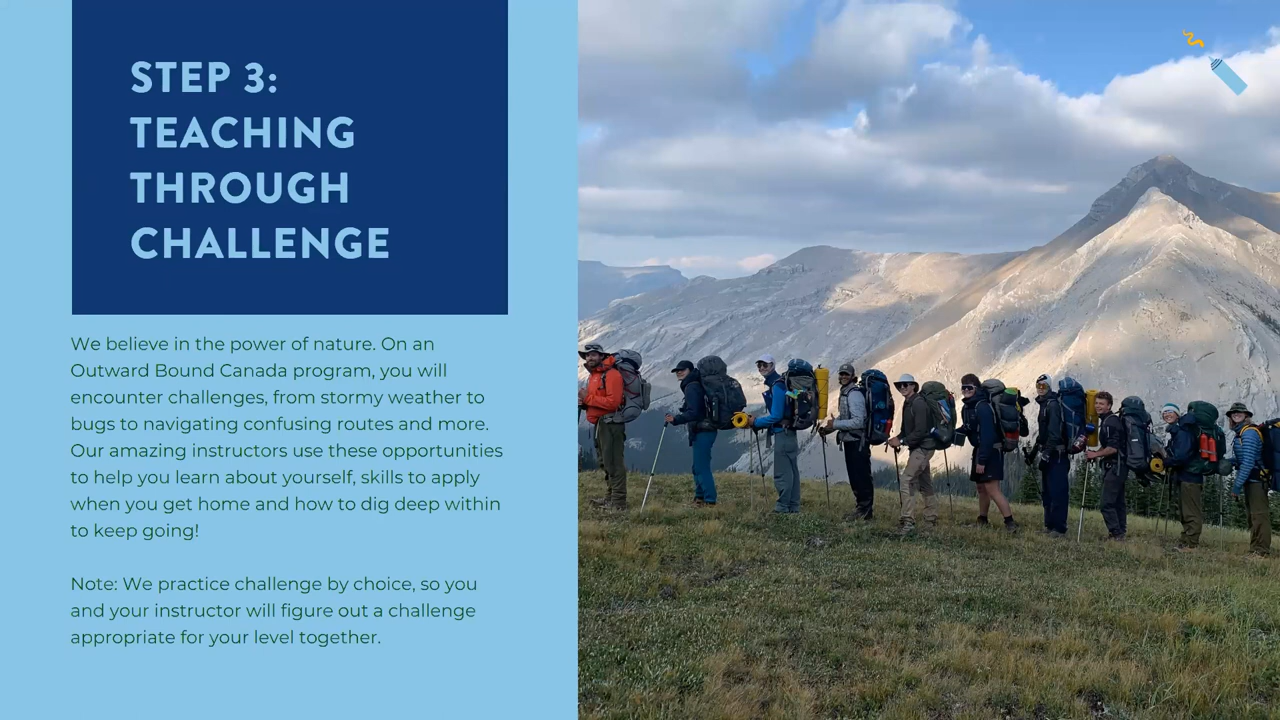 STEP 3:
TEACHING
THROUGH
CHALLENGE
We believe in the power of nature. On an
Outward Bound Canada program, you will
encounter challenges, from stormy weather to
bugs to navigating confusing routes and more.
Our amazing instructors use these opportunities
to help you learn about yourself, skills to apply
when you get home and how to dig deep within
to keep going!
Note: We practice challenge by choice, so you
and your instructor will figure out a challenge
appropriate for your level together.